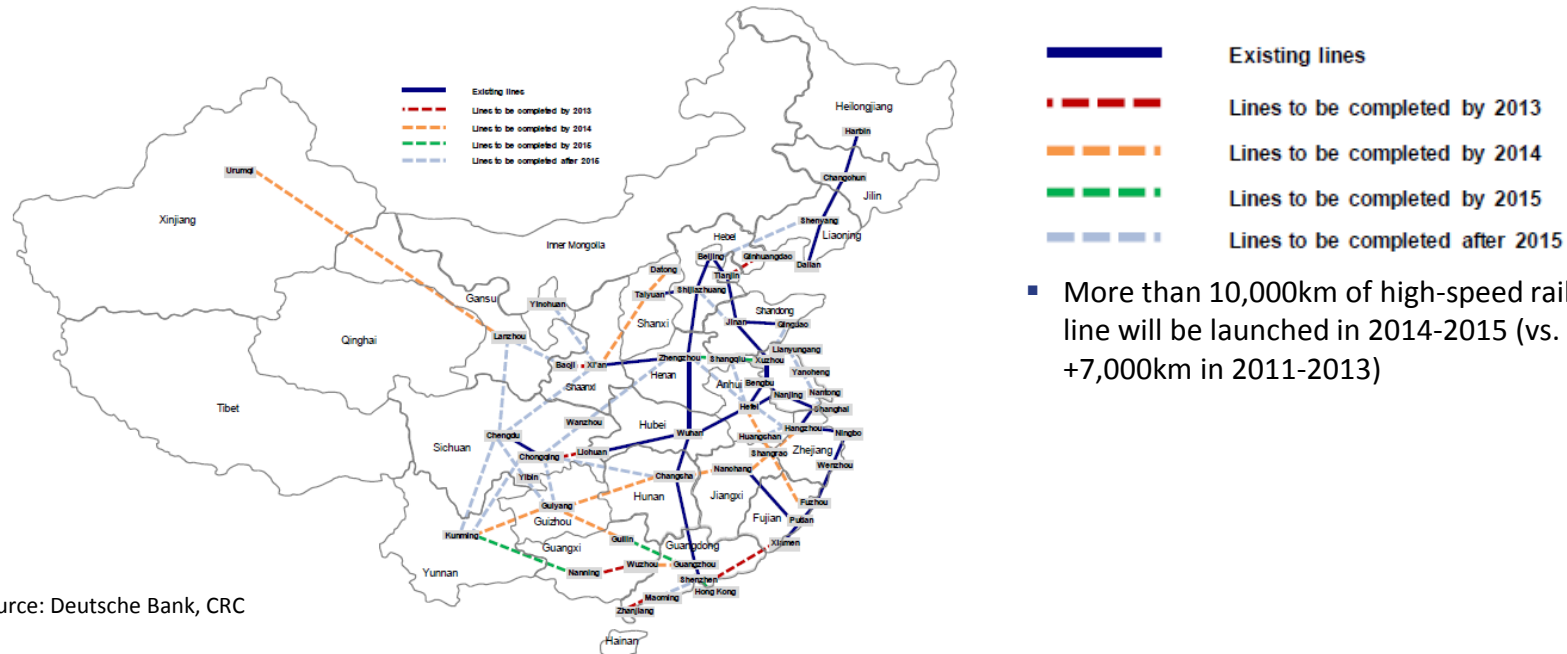 Existing lines
Lines to be completed by 2013
Lines to be completed by 2014
Lines to be completed by 2015
Lines to be completed after 2015
Heilongjiang
Harbin
Changchun
Jilin
Urumqi
Xinjiang
Shenyang
Liaoning
Inner Mongolia
Hebei
Beijing
Qinhuangdao
Dalian
Datong
Tianjin
Taiyuan
Shijiazhuang
Gansu
Yinchuan
Shandong
Shanxi
Jinan
Qingdao
Qinghai
Lanzhou
Lianyungang
Baoji
Xi'an
Zhengzhou
Shangqiu
Xuzhou
Henan
Yancheng
Shaanxi
Anhui
Bengbu
Nantong
Nanjing
Tibet
Hefei
Shanghai
Wanzhou
Hubei
Sichuan
Chengdu
Wuhan
Huangshan
Hangzhou
Ningbo
Chongqing
Lichuan
Shangrao
Zhejiang
Wenzhou
Yibin
Changsha
Nanchang
Hunan
Jiangxi
Guiyang
Fuzhou
Guizhou
Fujian
Putian
Kunming
Guilin
Guangxi
Guangdong
Xiamen
Yunnan
Nanning
Wuzhou
Guangzhou
Shenzhen
Hong Kong
Maoming
Zhanjiang
Hainan
urce: Deutsche Bank, CRC
Existing lines
Lines to be completed by 2013
Lines to be completed by 2014
Lines to be completed by 2015
Lines to be completed after 2015
▪ More than 10,000km of high-speed rail
line will be launched in 2014-2015 (vs.
+7,000km in 2011-2013)